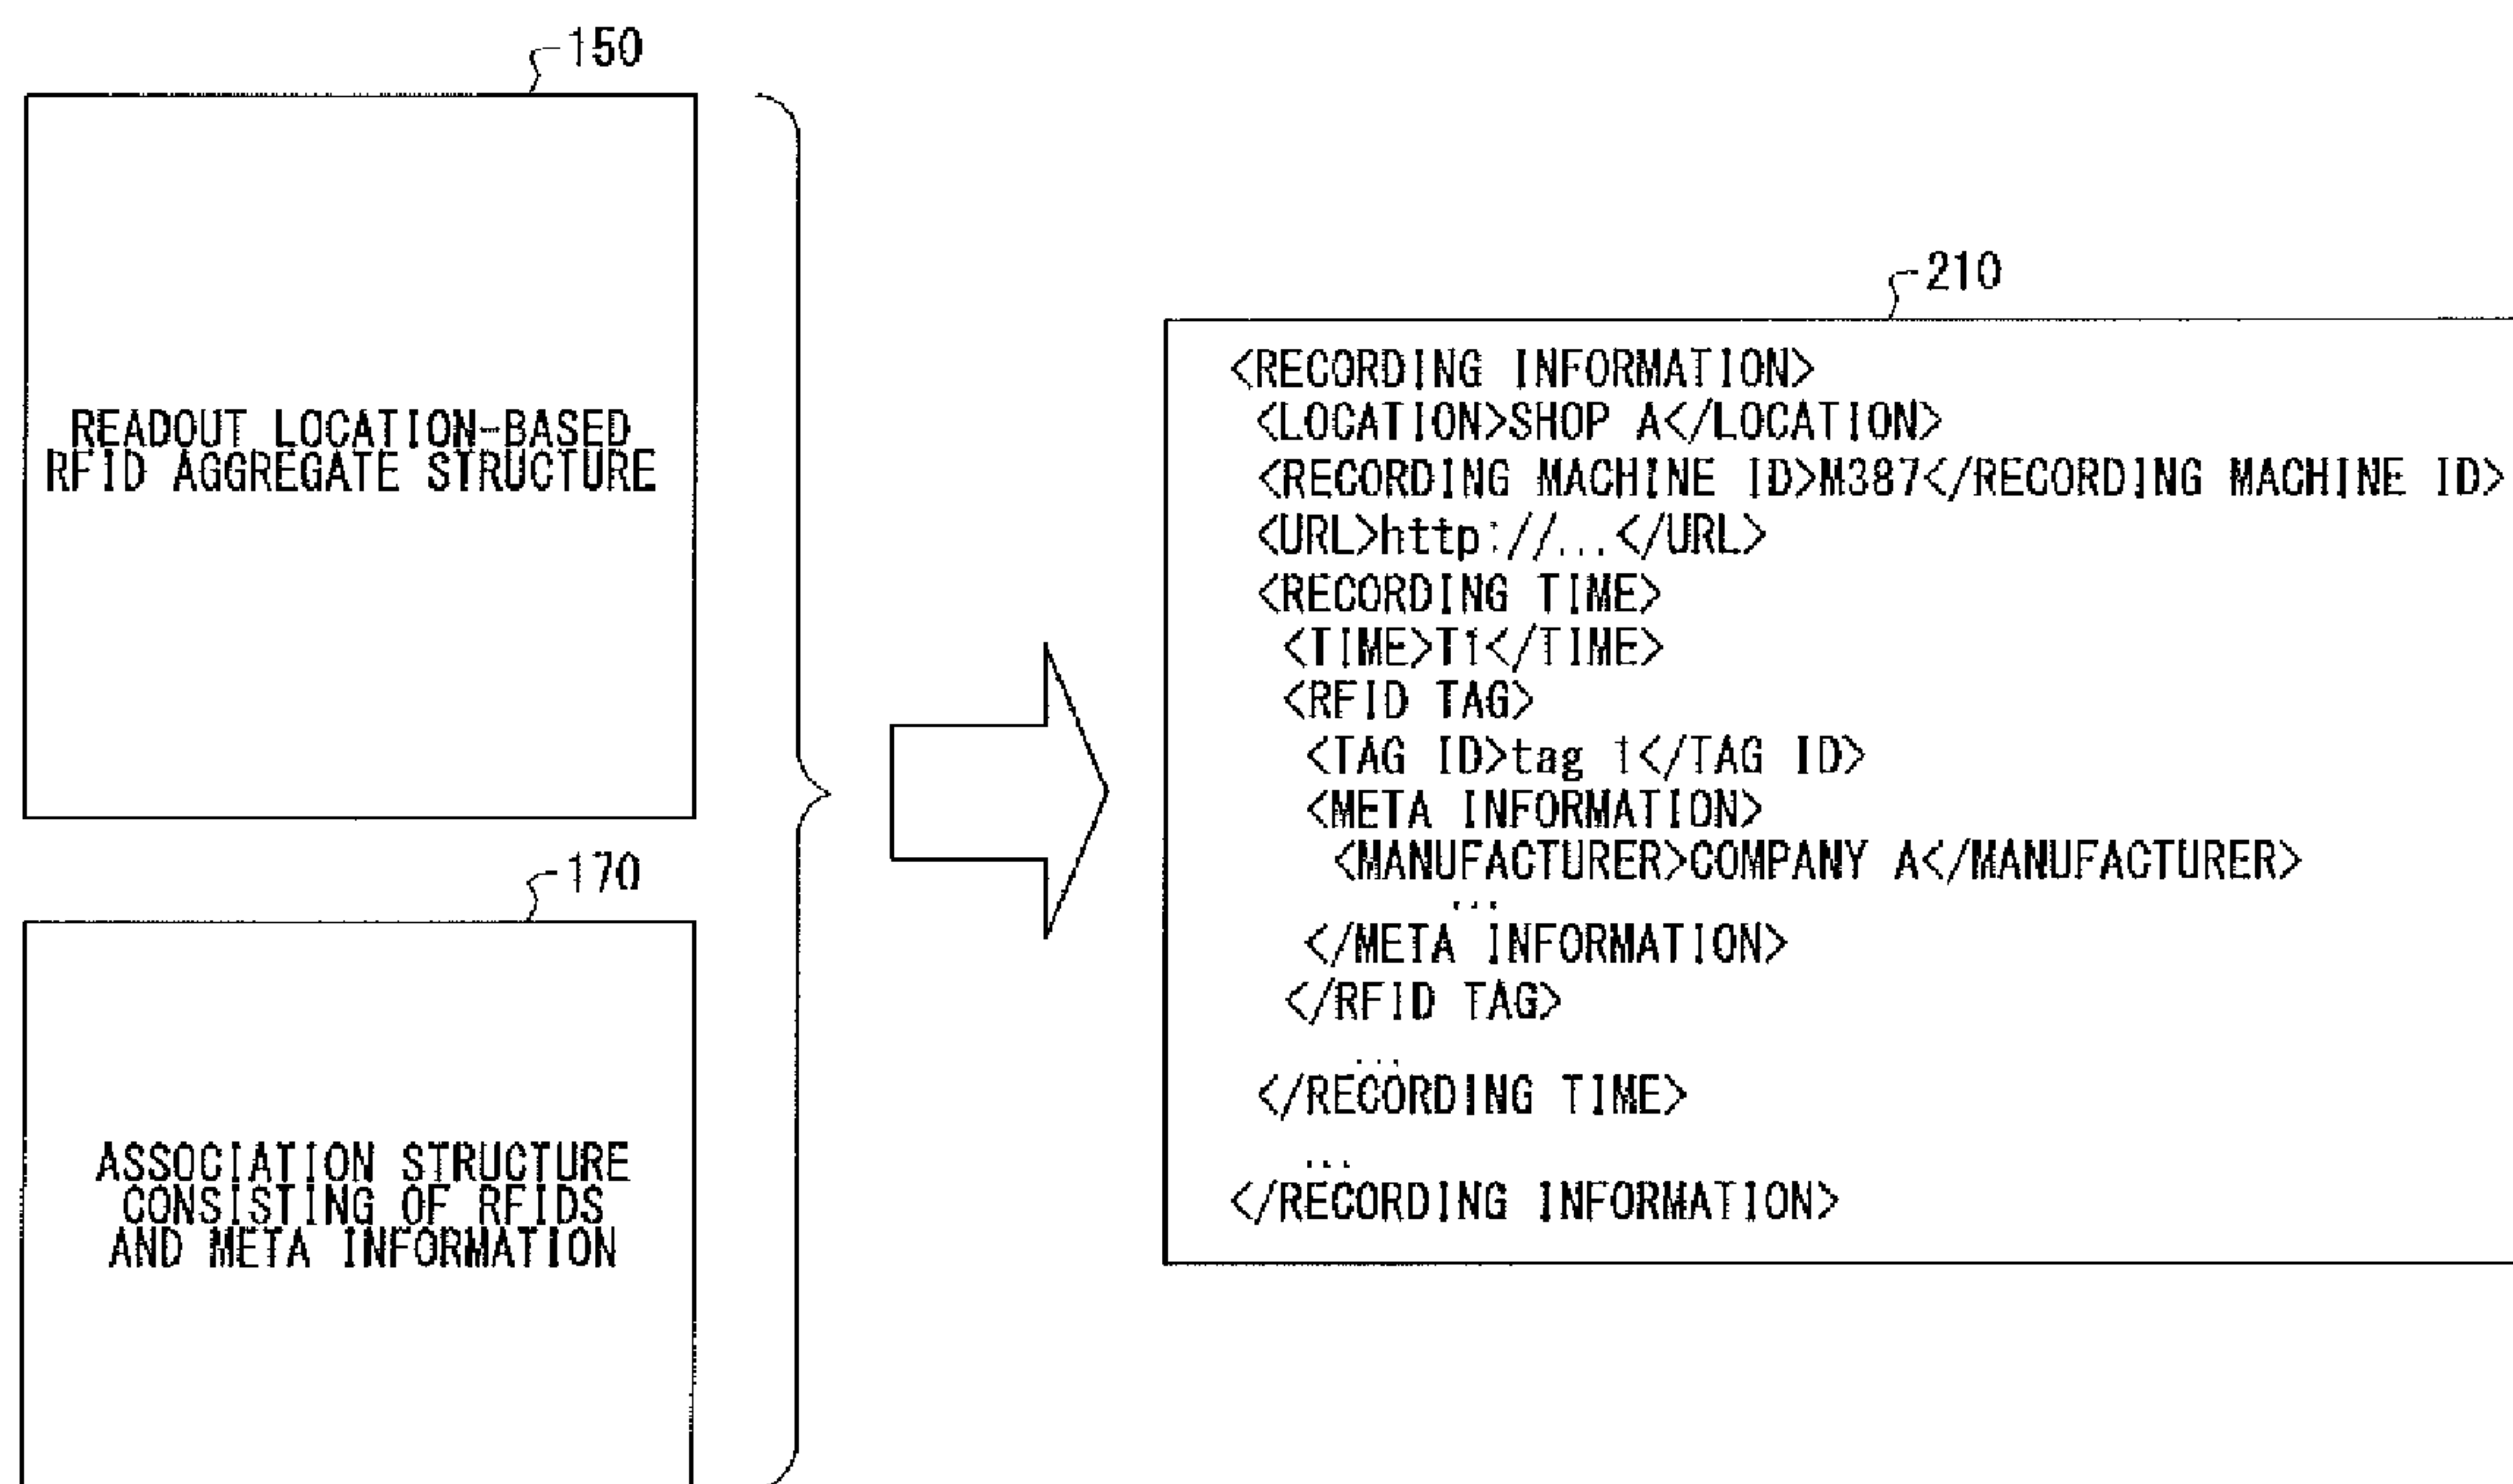 150
READOUT LOCATION-BASED
RFID AGGREGATE STRUCTURE
170
ASSOCIATION STRUCTURE
CONSISTING OF RFIDS
AND META INFORMATION
210
<RECORDING INFORMATION>
<LOCATION>SHOP A</LOCATION>
<RECORDING MACHINE ID>M387</RECORDING MACHINE ID>
<URL>http://...</URL>
<RECORDING TIME>
<TIME>T1</TIME>
<RFID TAG>
<TAG ID>tag 1</TAG ID>
<META INFORMATION>
<MANUFACTURER>COMPANY A</MANUFACTURER>
...
</META INFORMATION>
</RFID TAG>
...
</RECORDING TIME>
...
</RECORDING INFORMATION>